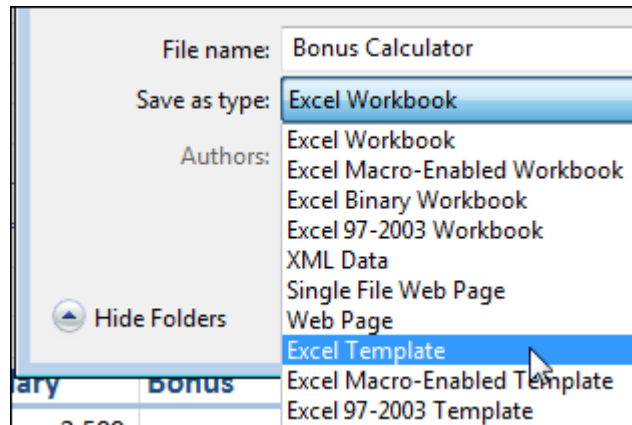 File name: Bonus Calculator
Save as type: Excel Workbook
Authors:
Excel Workbook
Excel Macro-Enabled Workbook
Excel Binary Workbook
Excel 97-2003 Workbook
XML Data
Single File Web Page
Hide Folders
Web Page
Excel Template
Excel Macro-Enabled Template
Excel 97-2003 Template
Bonus